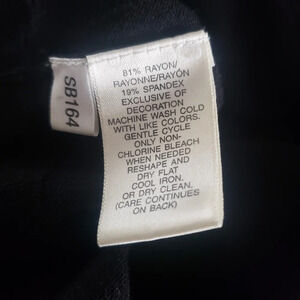 SB164
81% RAYON/
RAYONNE/RAYÓN
19% SPANDEX
EXCLUSIVE OF
DECORATION
MACHINE WASH COLD
WITH LIKE COLORS.
GENTLE CYCLE
ONLY NON-
CHLORINE BLEACH
WHEN NEEDED
RESHAPE AND
DRY FLAT
COOL IRON.
OR DRY CLEAN.
(CARE CONTINUES
ON BACK)